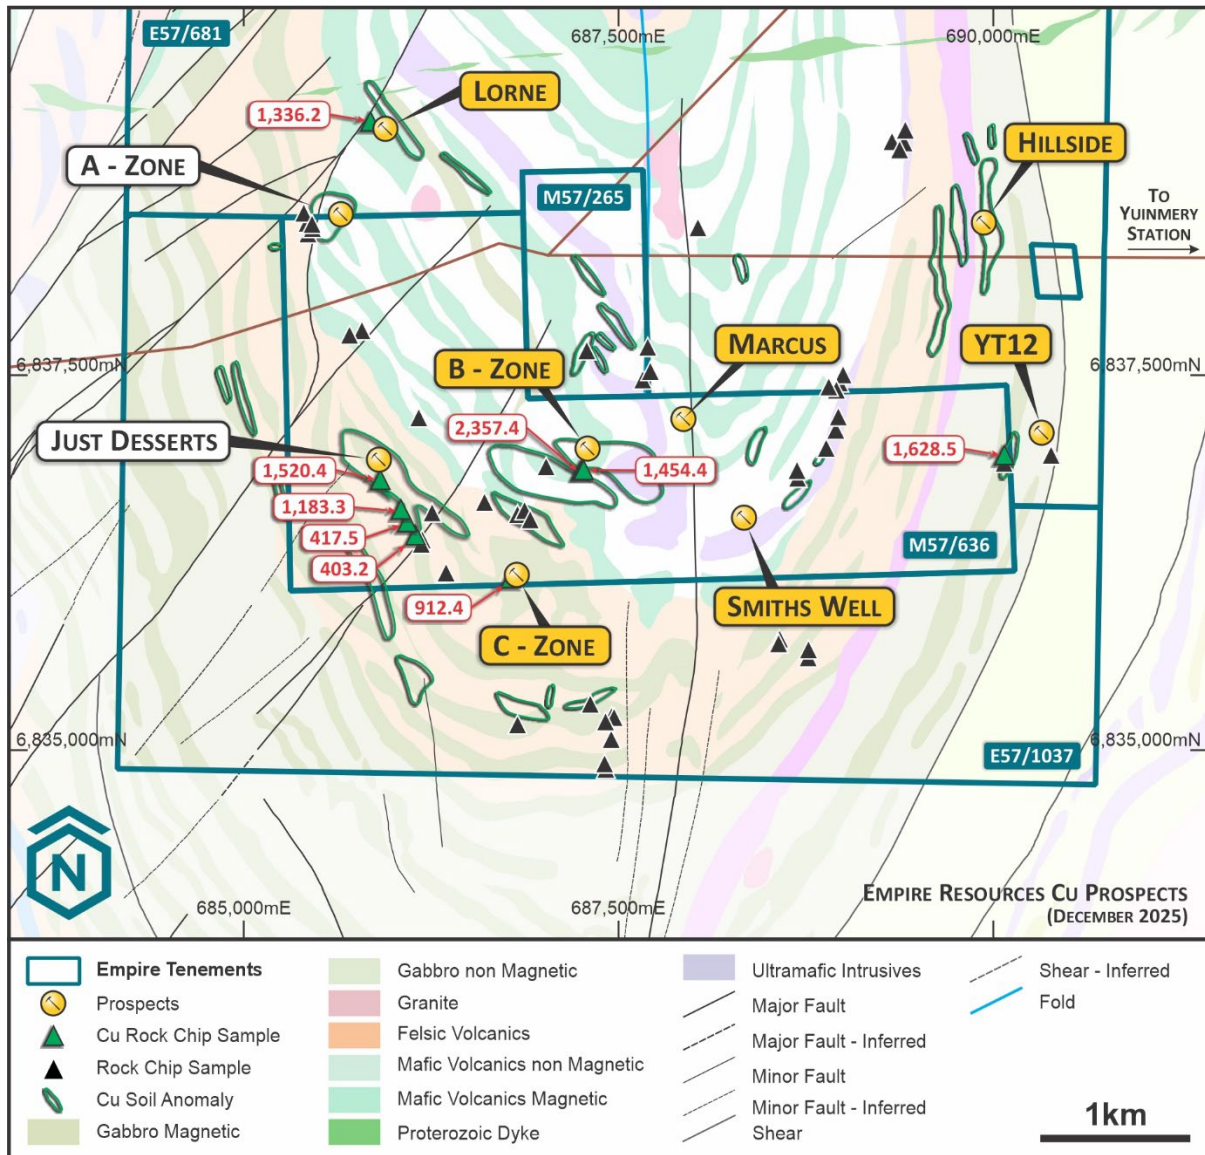 E57/681
687,500mE
690,000mE
LORNE
1,336.2
HILLSIDE
A - ZONE
M57/265
TO
YUINMERY
STATION
6,837,500mN
MARCUS
YT12
B - ZONE
6,837,500mN
JUST DESSERTS
2,357.4
1,454.4
1,628.5
1,520.4
1,183.3
417.5
M57/636
403.2
912.4
SMITHS WELL
C - ZONE
6,835,000mN
6,835,000mN
E57/1037
N
685,000mE
687,500mE
EMPIRE RESOURCES CU PROSPECTS
(DECEMBER 2025)
Empire Tenements
Prospects
Cu Rock Chip Sample
Rock Chip Sample
Cu Soil Anomaly
Gabbro Magnetic
Gabbro non Magnetic
Granite
Felsic Volcanics
Mafic Volcanics non Magnetic
Mafic Volcanics Magnetic
Proterozoic Dyke
Ultramafic Intrusives
Major Fault
Major Fault - Inferred
Minor Fault
Minor Fault - Inferred
Shear
Shear - Inferred
Fold
1km